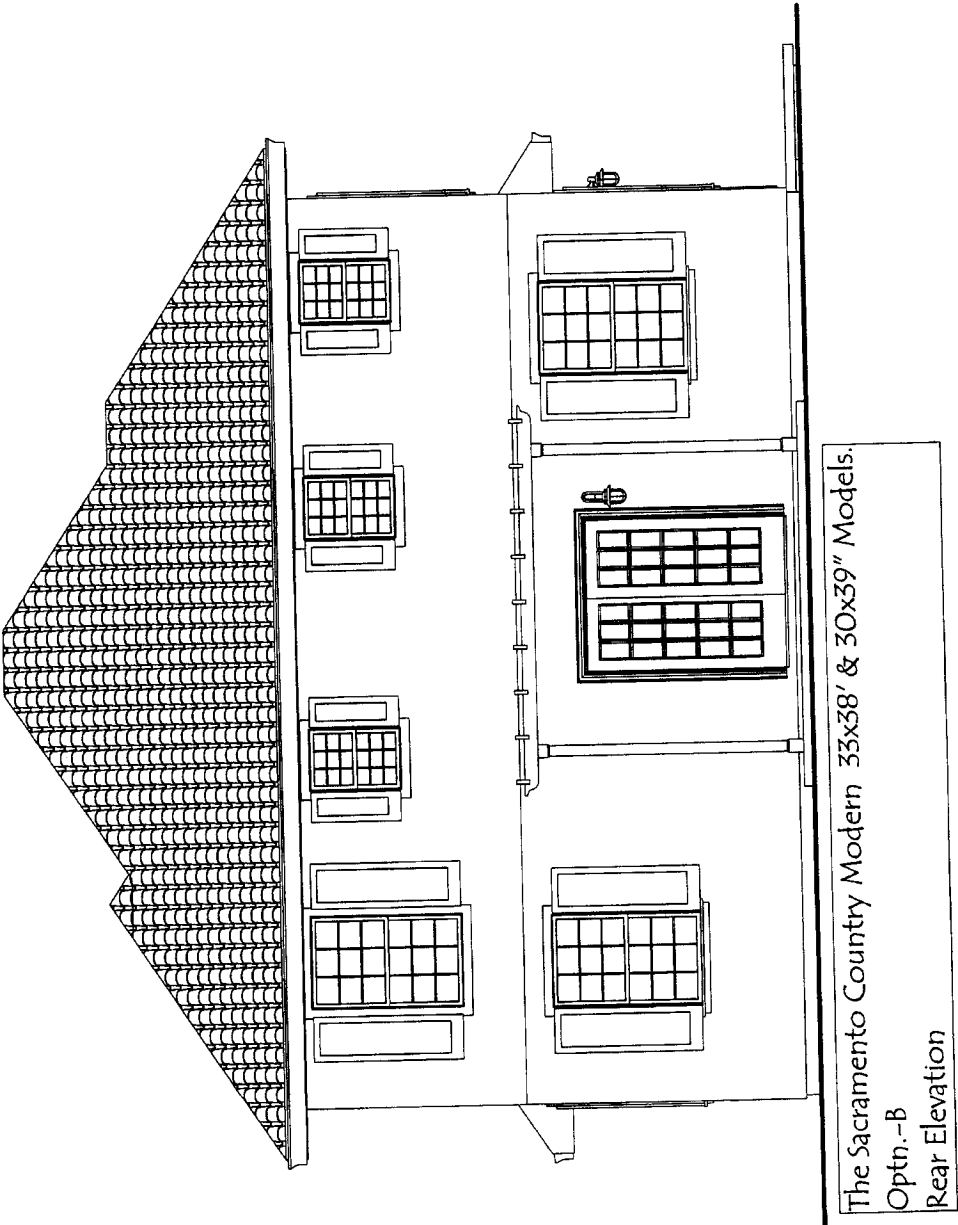 The Sacramento Country Modern 33x38' & 30x39" Models.
Optn.-B
Rear Elevation